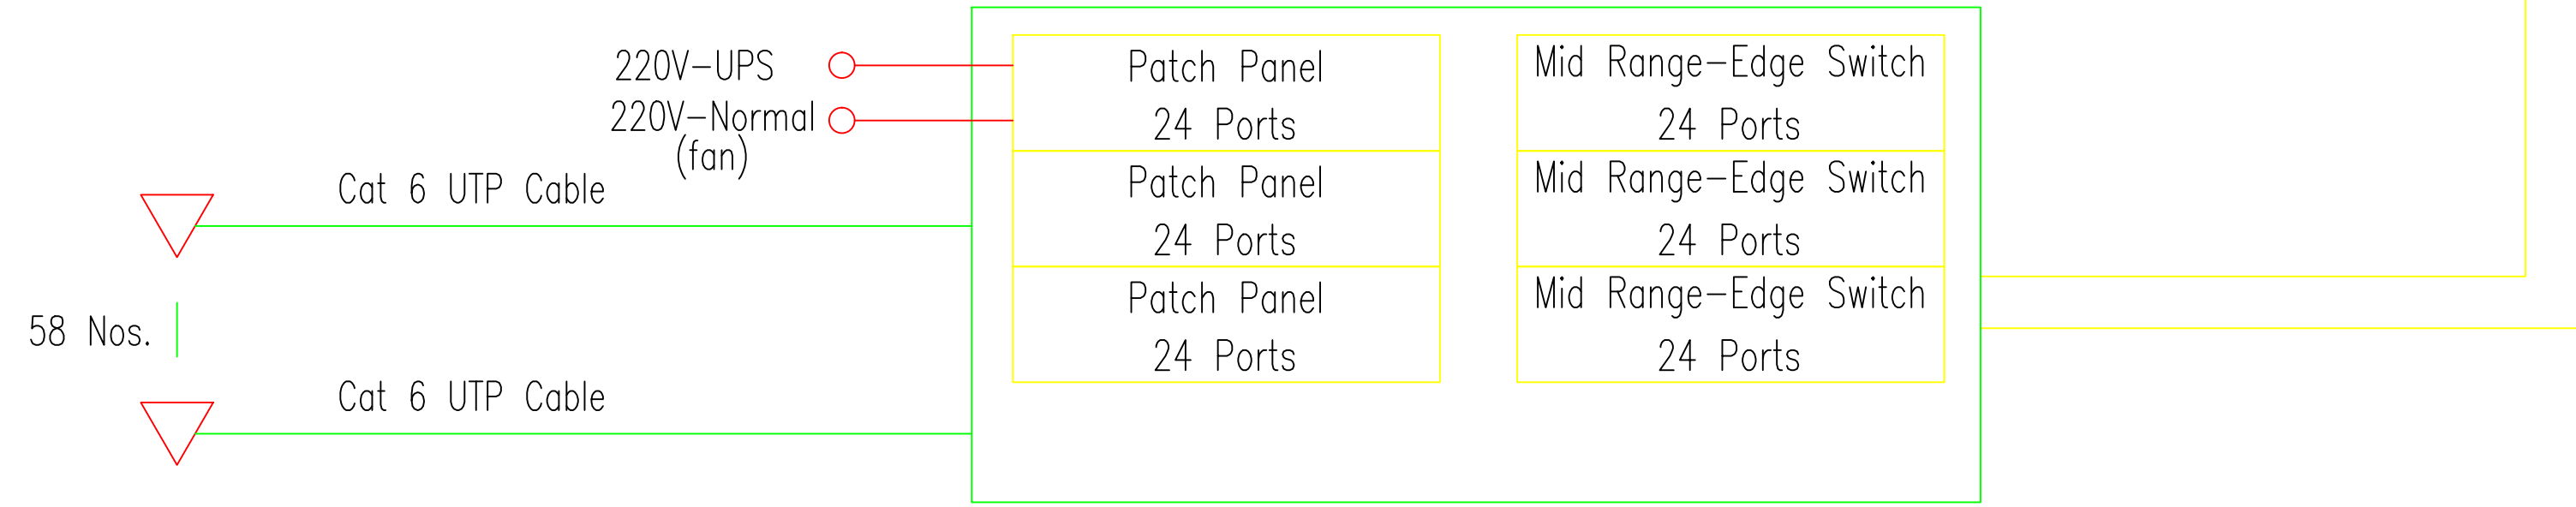 220V-UPS
220V-Normal
(fan)
Cat 6 UTP Cable
58 Nos.
Cat 6 UTP Cable
Patch Panel
24 Ports
Patch Panel
24 Ports
Patch Panel
24 Ports
Mid Range-Edge Switch
24 Ports
Mid Range-Edge Switch
24 Ports
Mid Range-Edge Switch
24 Ports